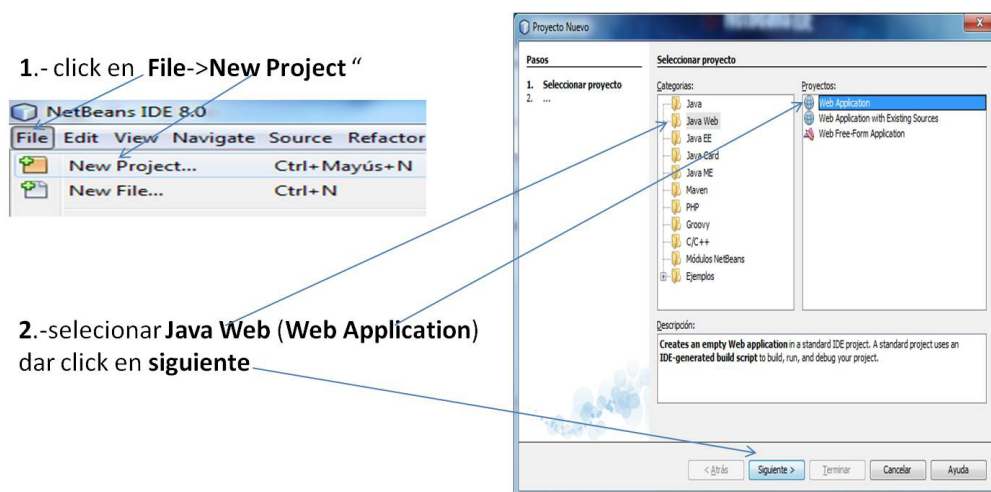 1.- click en File->New Project “
NetBeans IDE 8.0
File Edit View Navigate Source Refactor
New Project... Ctrl+Mayús+N
New File... Ctrl+N
2.-selecionar Java Web (Web Application)
dar click en siguiente
Proyecto Nuevo
x
Pasos
1. Seleccionar proyecto
2. ...
Seleccionar proyecto
Categorías:
Java
Java Web
Java EE
Java Card
Java ME
Maven
PHP
Groovy
C/C++
Módulos NetBeans
Ejemplos
Proyectos:
Web Application
Web Application with Existing Sources
Web Free-Form Application
Descripción:
Creates an empty Web application in a standard IDE project. A standard project uses an
IDE-generated build script to build, run, and debug your project.
< Atrás Siguiente > Terminar Cancelar Ayuda